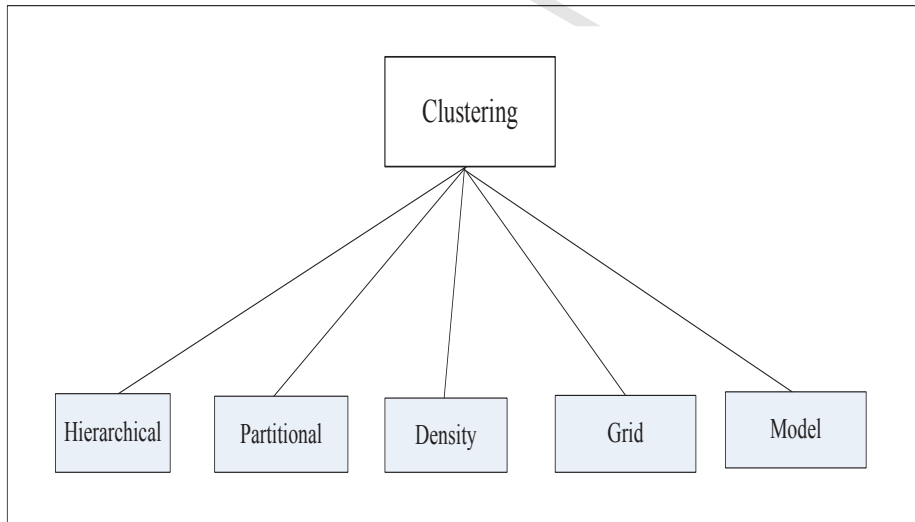 Clustering
Hierarchical
Partitional
Density
Grid
Model